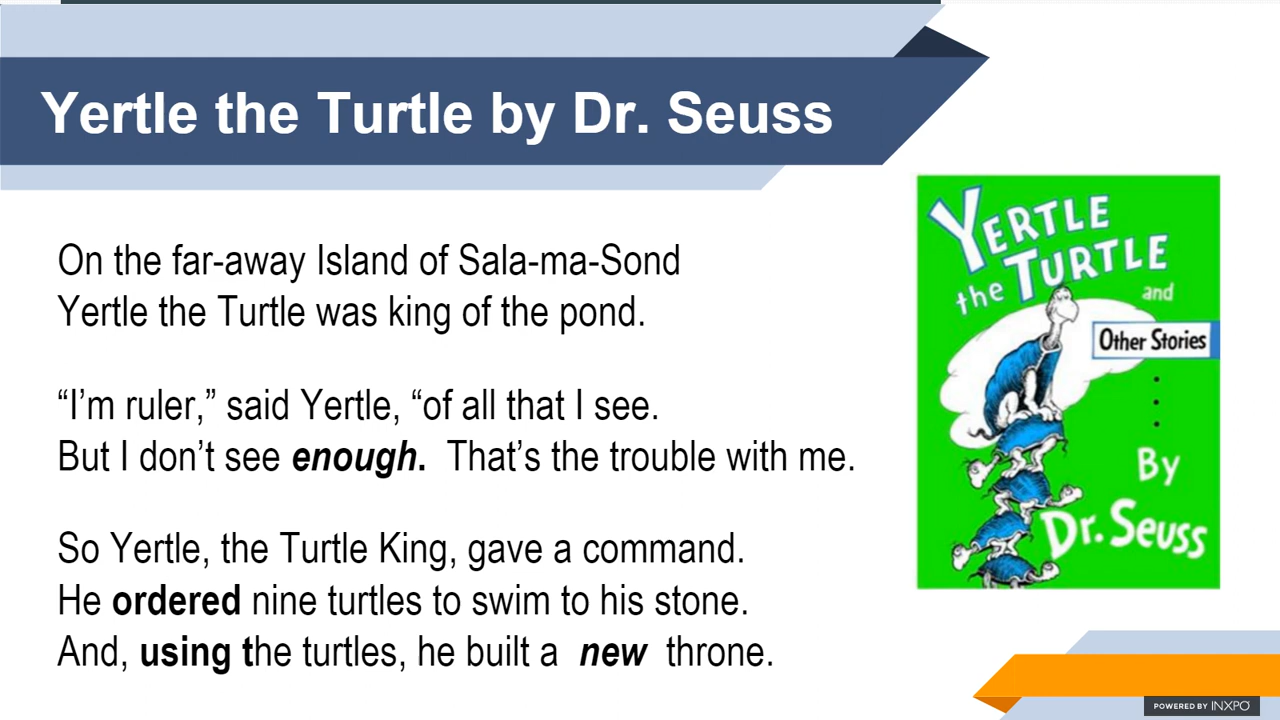 Yertle the Turtle by Dr. Seuss
On the far-away Island of Sala-ma-Sond
Yertle the Turtle was king of the pond.
“I’m ruler,” said Yertle, “of all that I see.
But I don’t see enough. That’s the trouble with me.
So Yertle, the Turtle King, gave a command.
He ordered nine turtles to swim to his stone.
And, using the turtles, he built a new throne.
YERTLE
the TURTLE
and
Other Stories
By
Dr. Seuss
POWERED BY INXPO